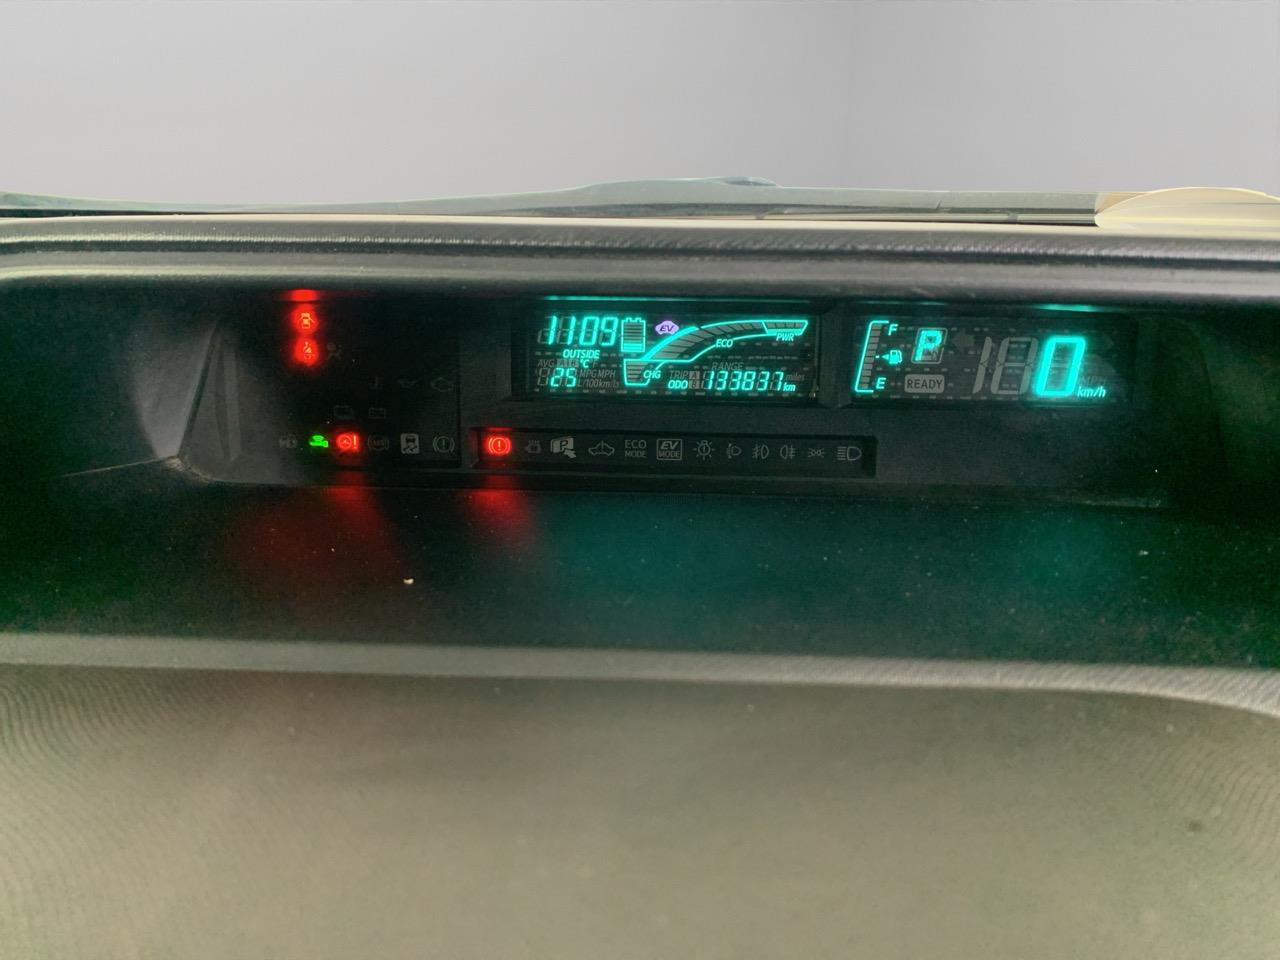 11:09
EV
ECO
PWR
OUTSIDE
°C
25
MPG MPH
L/100km/h
CHG
RANGE
TRIP A
ODO B 133837 km
miles
F
E
P
READY
0
km/h
P
ECO
MODE
EV
MODE